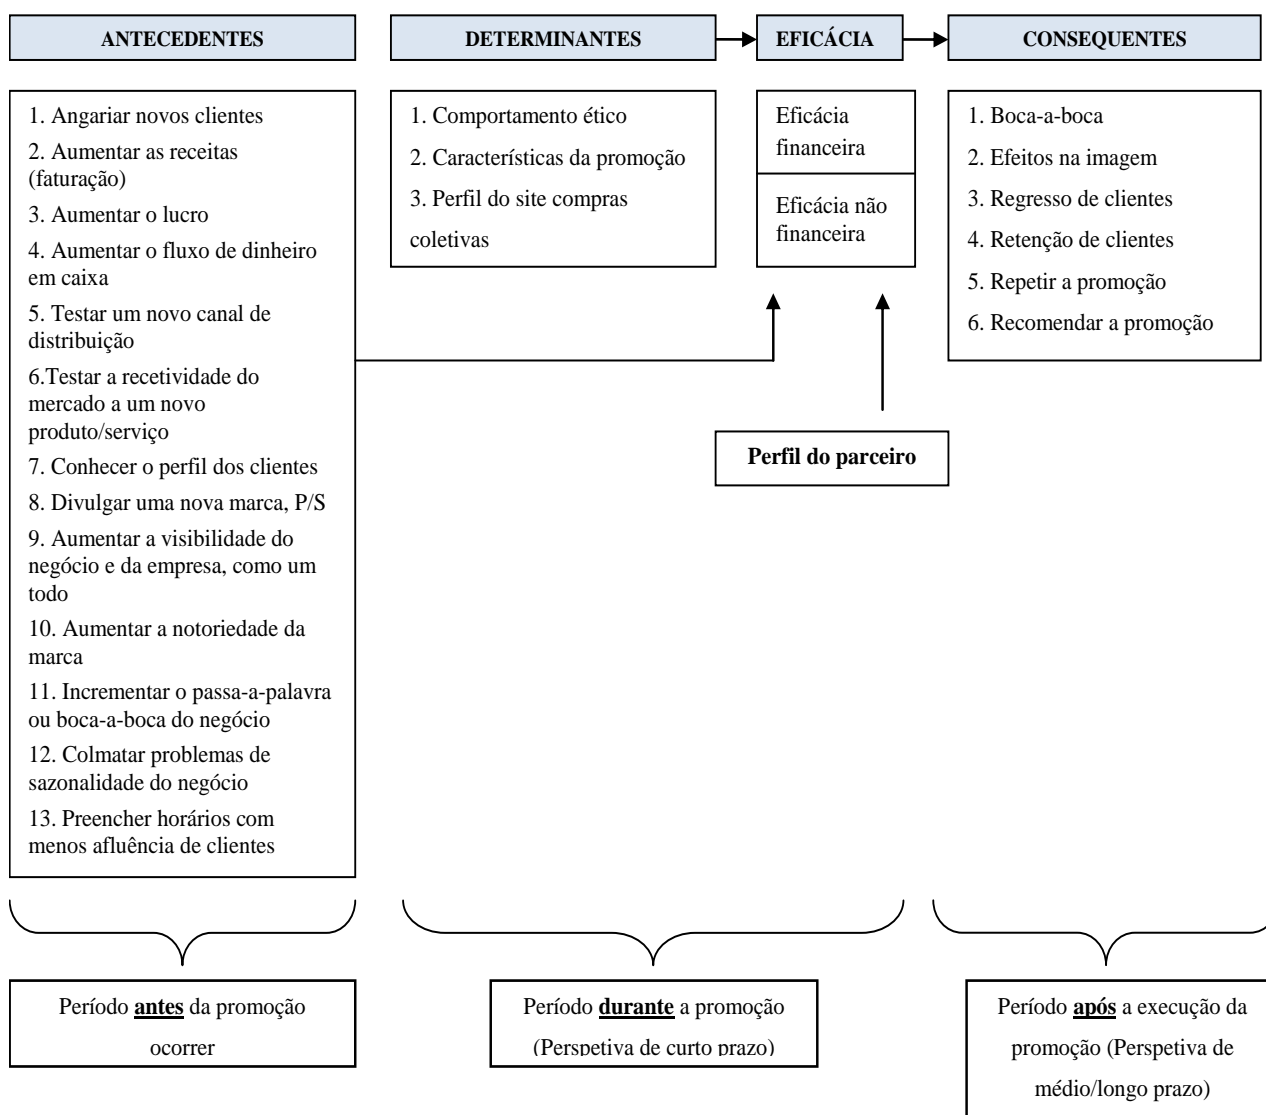 ANTECEDENTES
DETERMINANTES
EFICÁCIA
CONSEQUENTES
1. Angariar novos clientes
2. Aumentar as receitas
(faturação)
3. Aumentar o lucro
4. Aumentar o fluxo de dinheiro
em caixa
5. Testar um novo canal de
distribuição
6.Testar a recetividade do
mercado a um novo
produto/serviço
7. Conhecer o perfil dos clientes
8. Divulgar uma nova marca, P/S
9. Aumentar a visibilidade do
negócio e da empresa, como um
todo
10. Aumentar a notoriedade da
marca
11. Incrementar o passa-a-palavra
ou boca-a-boca do negócio
12. Colmatar problemas de
sazonalidade do negócio
13. Preencher horários com
menos afluência de clientes
1. Comportamento ético
2. Características da promoção
3. Perfil do site compras
coletivas
Eficácia
financeira
Eficácia não
financeira
1. Boca-a-boca
2. Efeitos na imagem
3. Regresso de clientes
4. Retenção de clientes
5. Repetir a promoção
6. Recomendar a promoção
Perfil do parceiro
Período antes da promoção
ocorrer
Período durante a promoção
(Perspetiva de curto prazo)
Período após a execução da
promoção (Perspetiva de
médio/longo prazo)